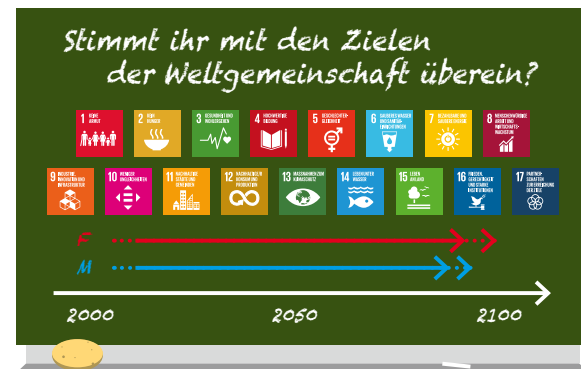 Stimmt ihr mit den Zielen
der Weltgemeinschaft überein?
1 KEINE ARMUT
2 KEIN HUNGER
3 GESUNDHEIT UND WOHLERGEHEN
4 HOCHWERTIGE BILDUNG
5 GESCHLECHTER-
GLEICHHEIT
6 SAUBERES WASSER
UND SANITÄR-
EINRICHTUNGEN
7 BEZAHLBARE UND
SAUBERE ENERGIE
8 MENSCHENWÜRDIGE
ARBEIT UND
WIRTSCHAFTS-
WACHSTUM
9 INDUSTRIE,
INNOVATION UND
INFRASTRUKTUR
10 WENIGER
UNGLEICHHEITEN
11 NACHHALTIGE
STÄDTE UND
GEMEINDEN
12 NACHHALTIGE/R
KONSUM UND
PRODUKTION
13 MASSNAHMEN ZUM
KLIMASCHUTZ
14 LEBEN UNTER
WASSER
15 LEBEN
AN LAND
16 FRIEDEN,
GERECHTIGKEIT
UND STARKE
INSTITUTIONEN
17 PARTNER-
SCHAFTEN
ZUR ERREICHUNG
DER ZIELE
F
M
2000 2050 2100